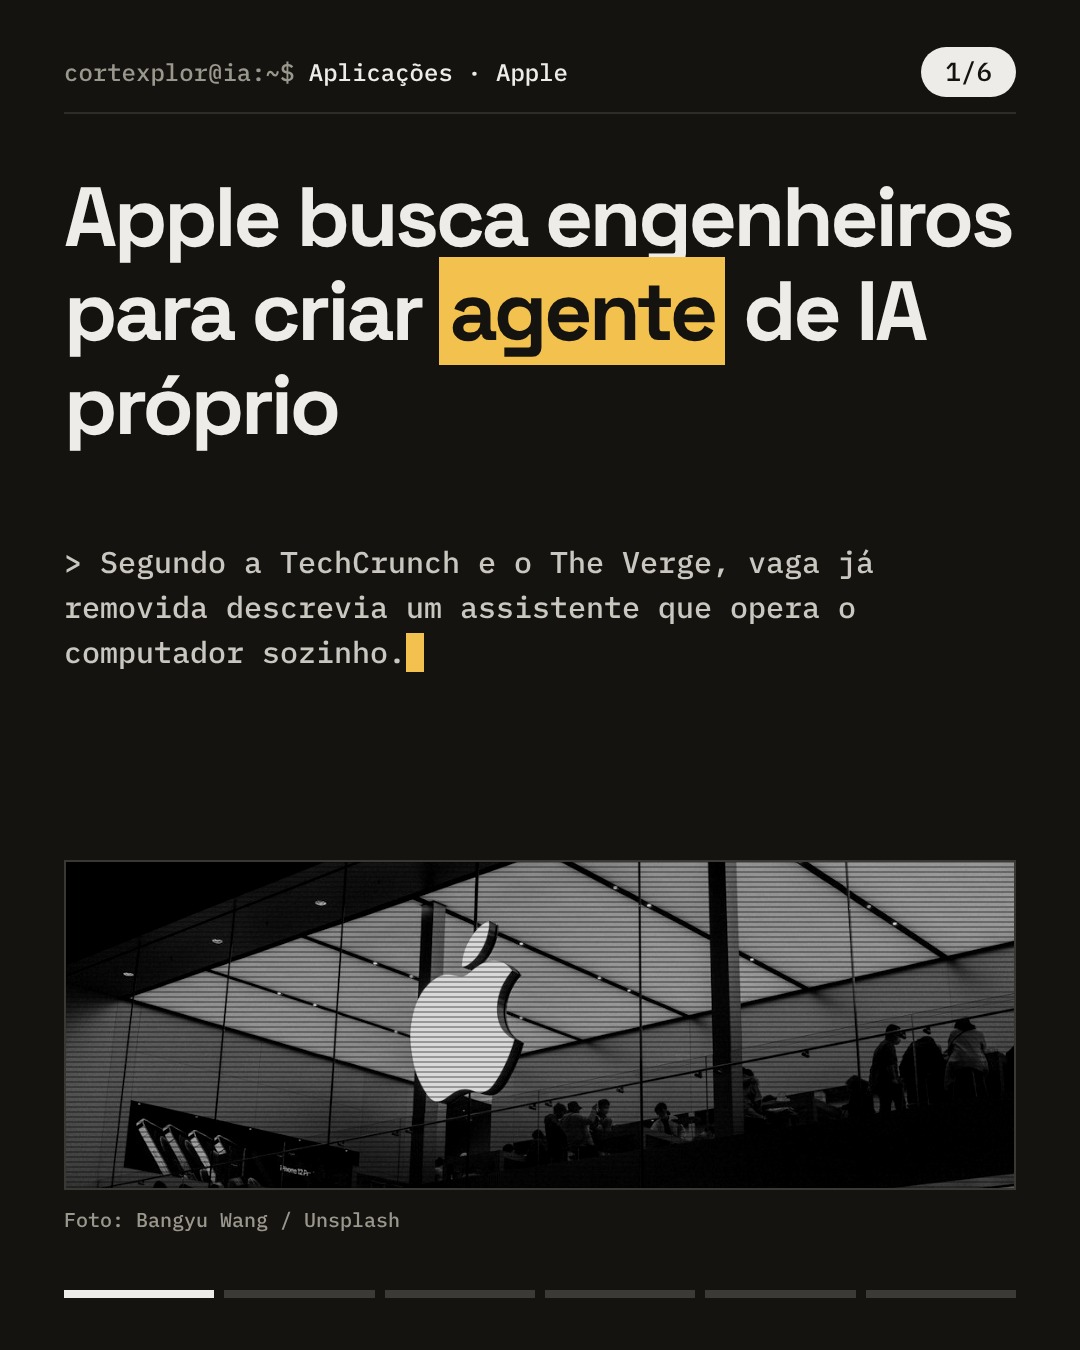 cortexplor@ia:~$ Aplicações · Apple
1/6
Apple busca engenheiros
para criar agente de IA
próprio
> Segundo a TechCrunch e o The Verge, vaga já
removida descrevia um assistente que opera o
computador sozinho.
Foto: Bangyu Wang / Unsplash